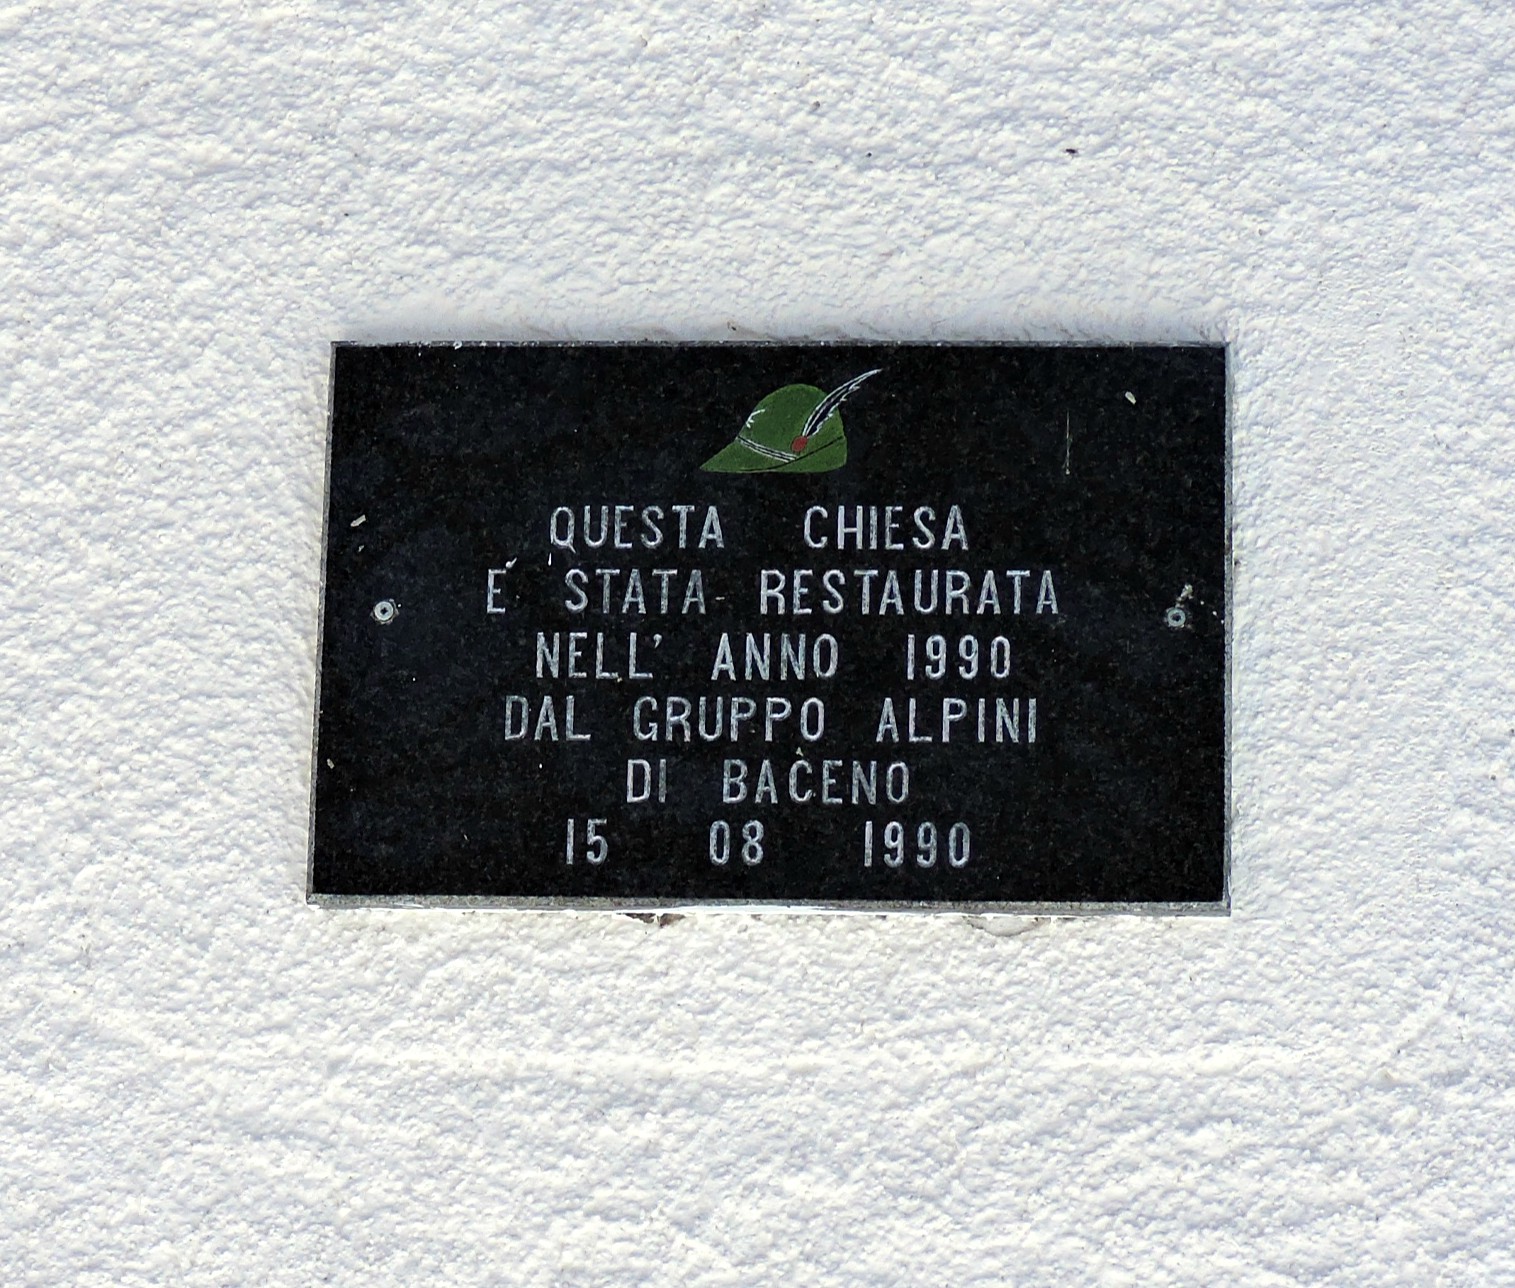 QUESTA CHIESA
E' STATA RESTAURATA
NELL' ANNO 1990
DAL GRUPPO ALPINI
DI BACENO
15 08 1990